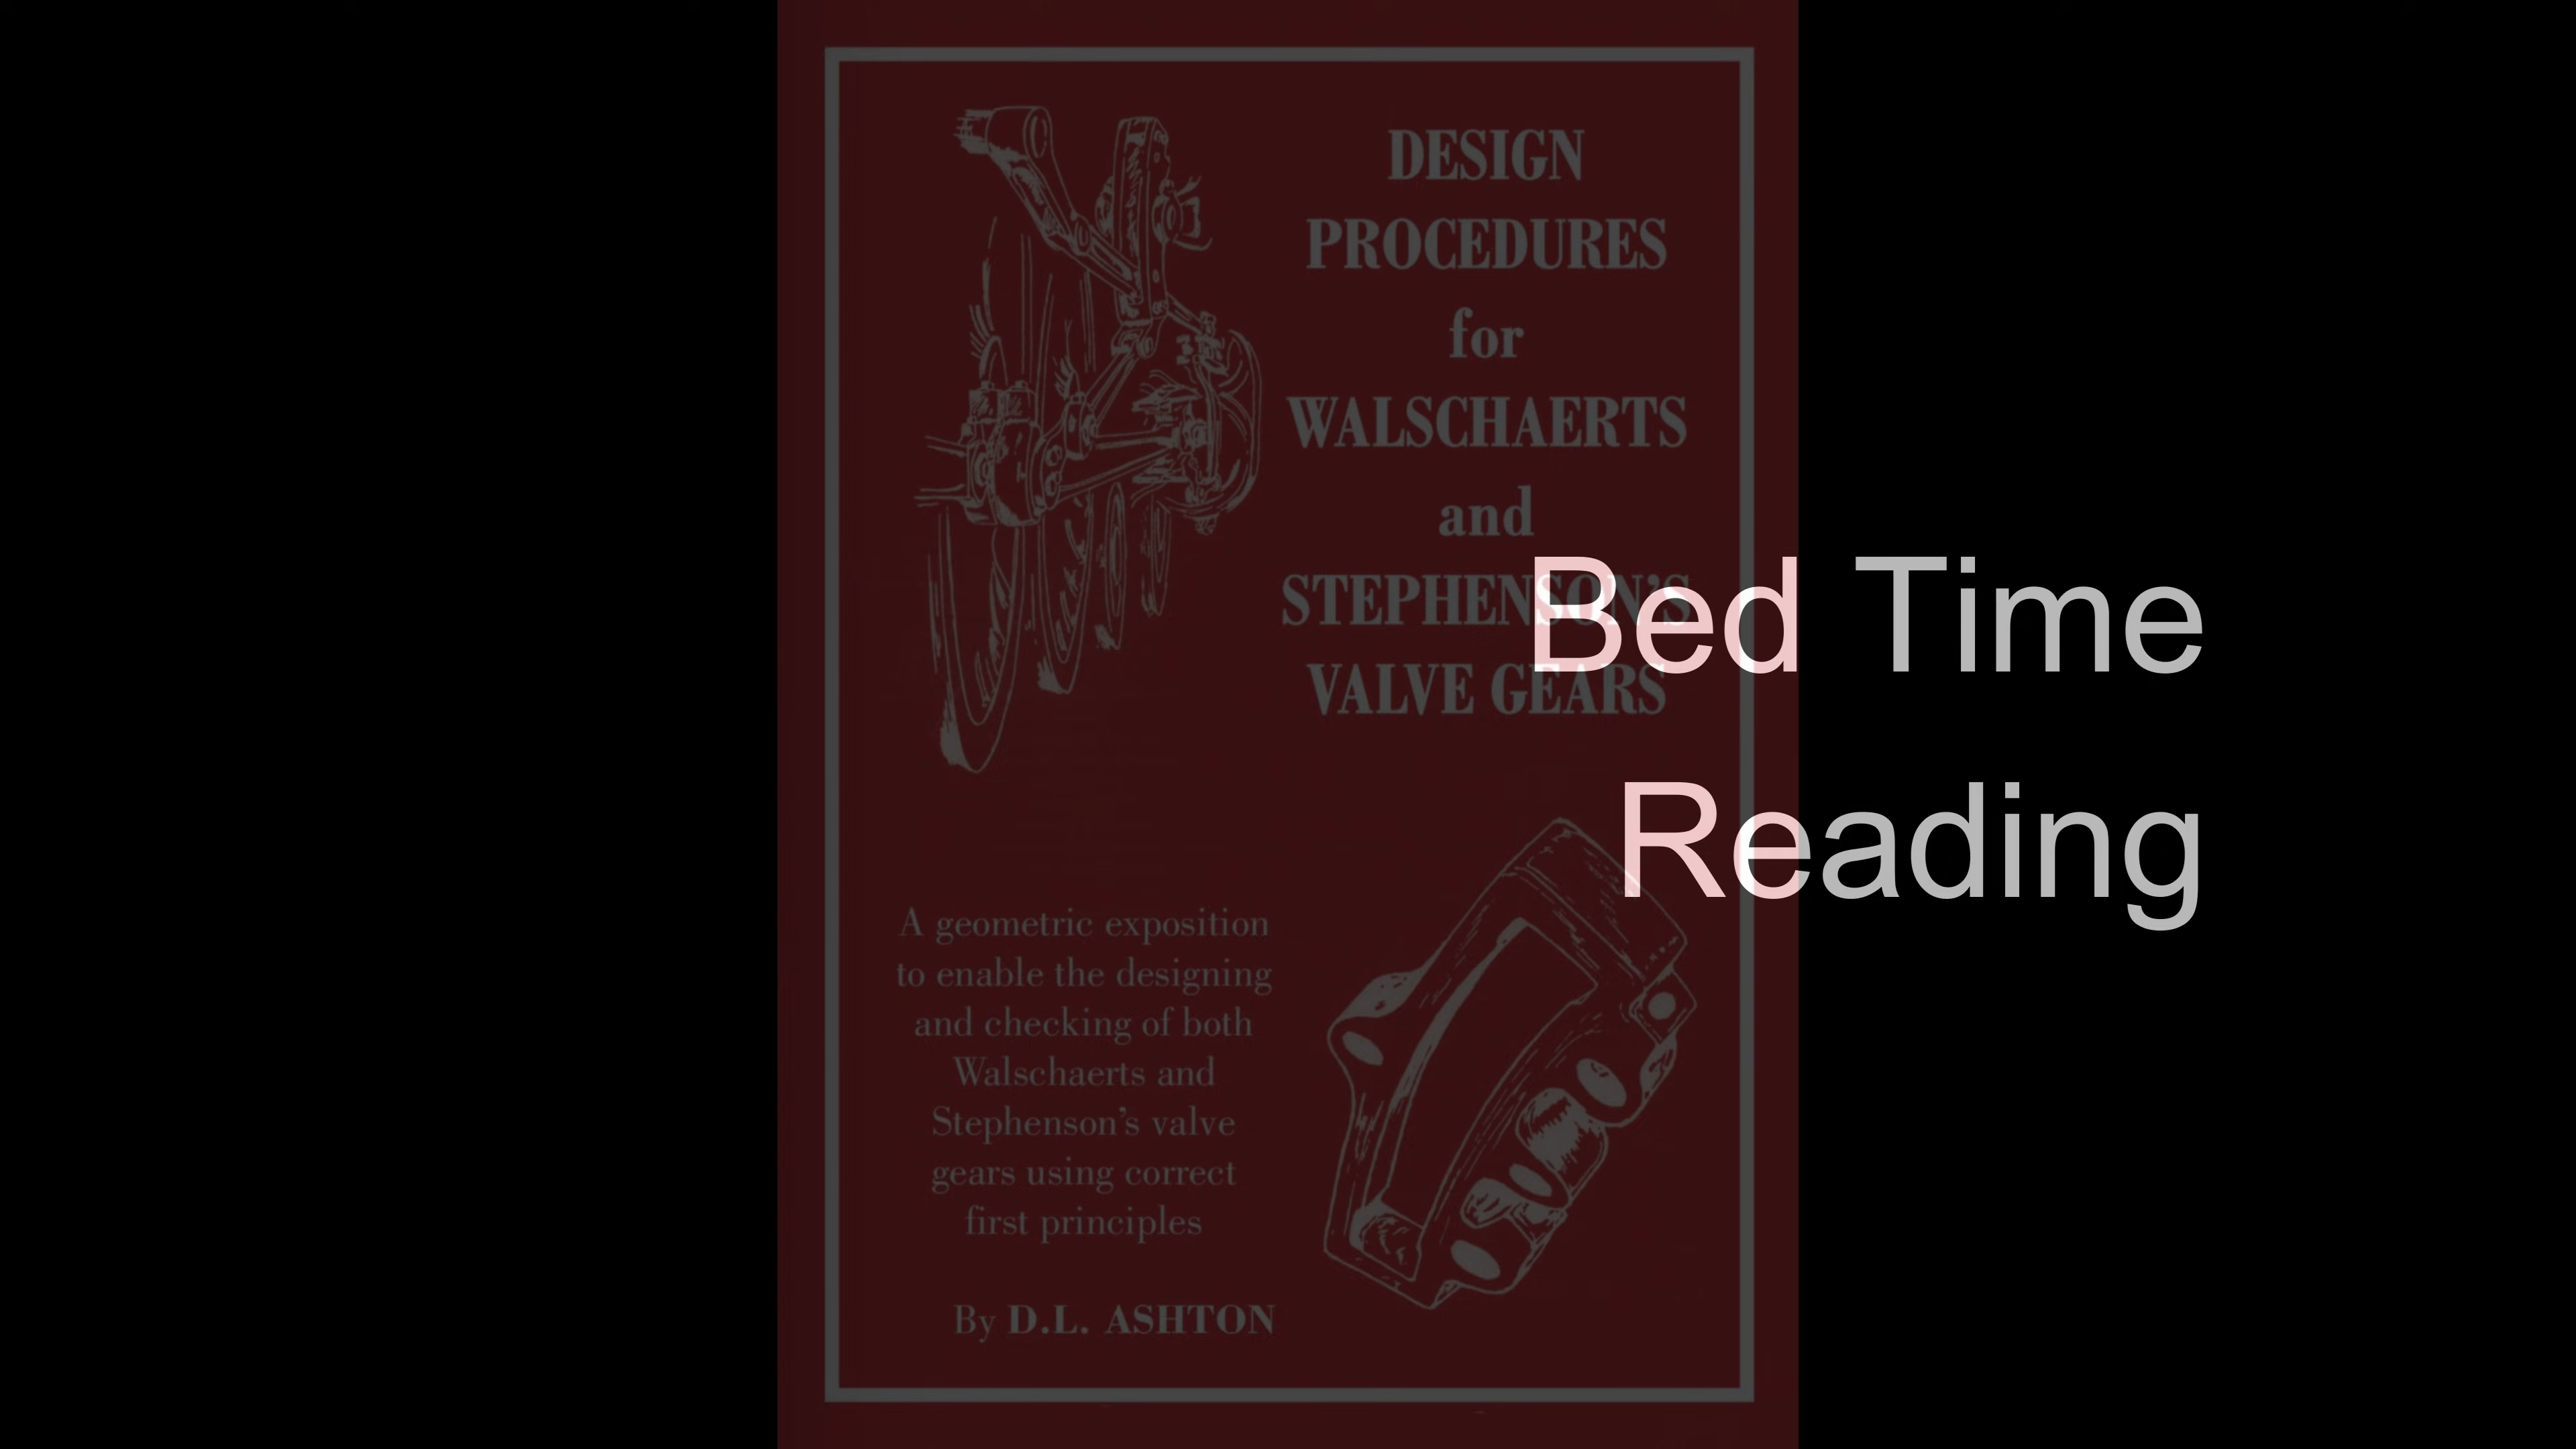 DESIGN
PROCEDURES
for
WALSCHAERTS
and
STEPHENSON'S
VALVE GEARS
Bed Time
Reading
A geometric exposition
to enable the designing
and checking of both
Walschaerts and
Stephenson's valve
gears using correct
first principles
By D.L. ASHTON